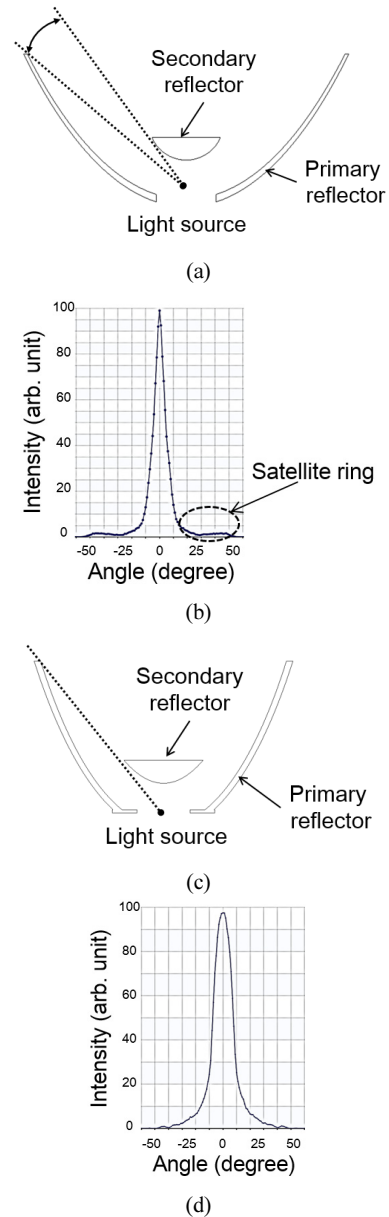 Secondary
reflector
Primary
reflector
Light source
(a)
Intensity (arb. unit)
100
80
60
40
20
0
Satellite ring
-50 -25 0 25 50
Angle (degree)
(b)
Secondary
reflector
Primary
reflector
Light source
(c)
Intensity (arb. unit)
100
80
60
40
20
0
-50 -25 0 25 50
Angle (degree)
(d)